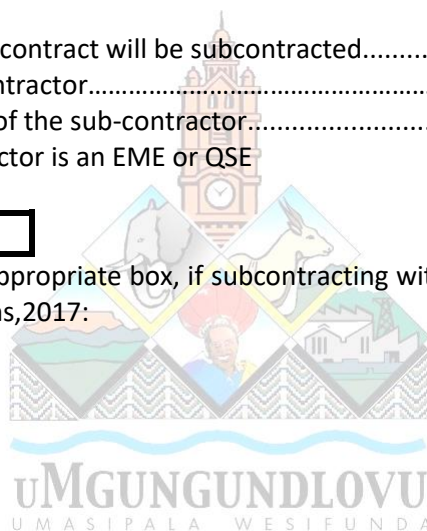 contract will be subcontracted.........
ntractor……………………………………………
of the sub-contractor......................
ctor is an EME or QSE
ppropriate box, if subcontracting wit
ns,2017:
UMGUNGUNDLOVU
UMASIPALA WESIFUNDA